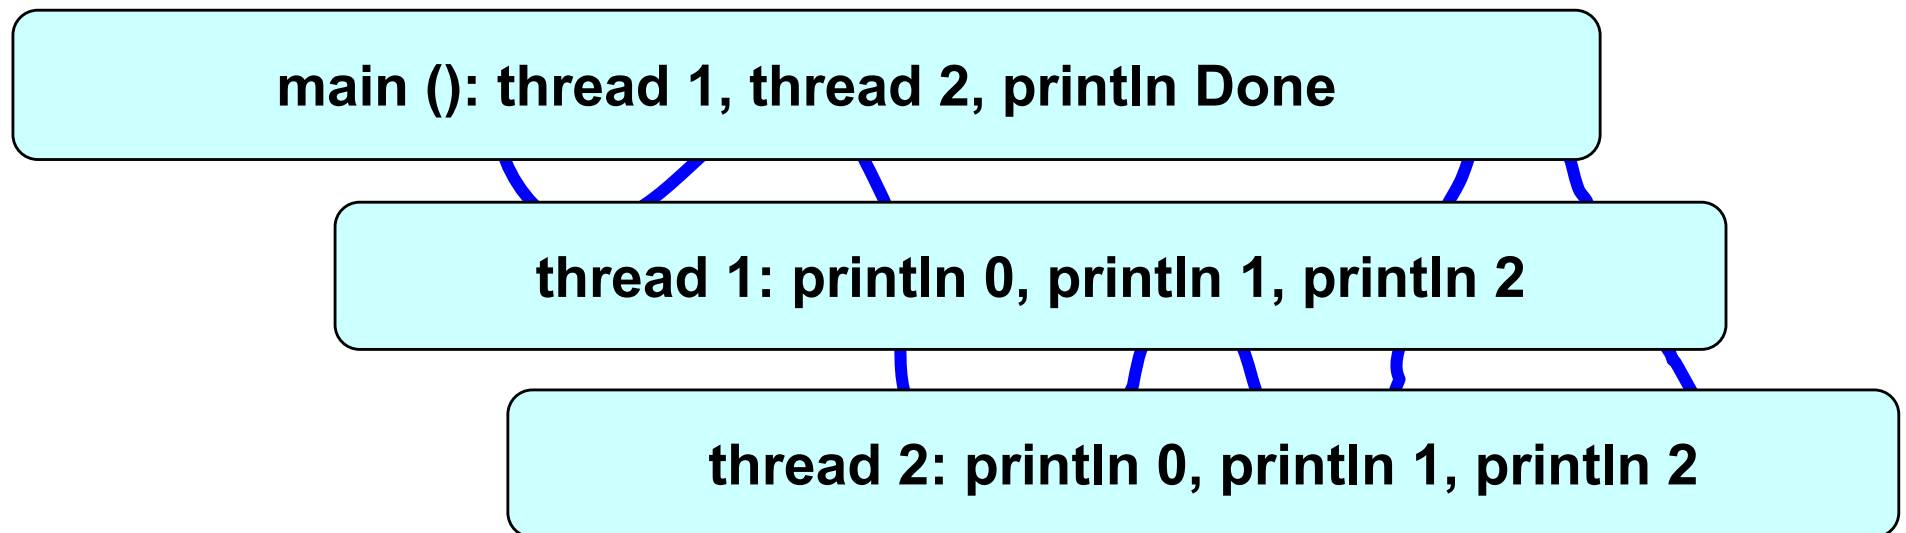 main (): thread 1, thread 2, println Done
thread 1: println 0, println 1, println 2
thread 2: println 0, println 1, println 2